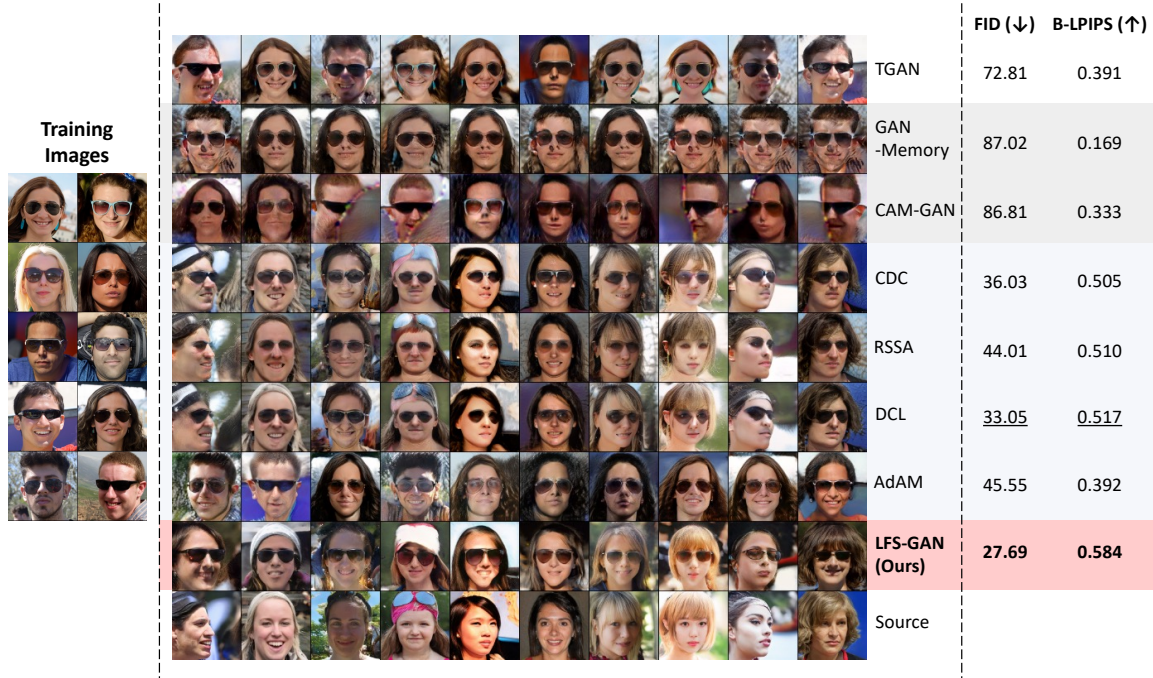 FID (↓) B-LPIPS (↑)
Training
Images
TGAN 72.81 0.391
GAN
-Memory 87.02 0.169
CAM-GAN 86.81 0.333
CDC 36.03 0.505
RSSA 44.01 0.510
DCL 33.05 0.517
AdAM 45.55 0.392
LFS-GAN
(Ours) 27.69 0.584
Source